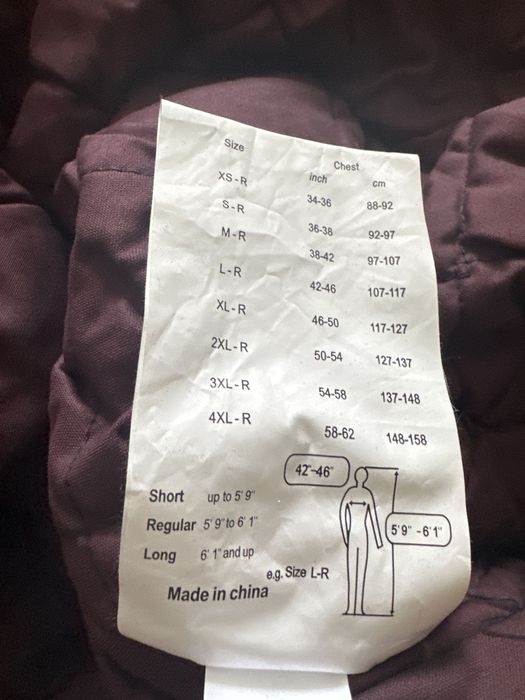 Size Chest
inch cm
XS-R 34-36 88-92
S-R 36-38 92-97
M-R 38-42 97-107
L-R 42-46 107-117
XL-R 46-50 117-127
2XL-R 50-54 127-137
3XL-R 54-58 137-148
4XL-R 58-62 148-158
42"-46"
Short up to 5' 9"
Regular 5' 9" to 6' 1"
5'9" -6'1"
Long 6' 1" and up
e.g. Size L-R
Made in china